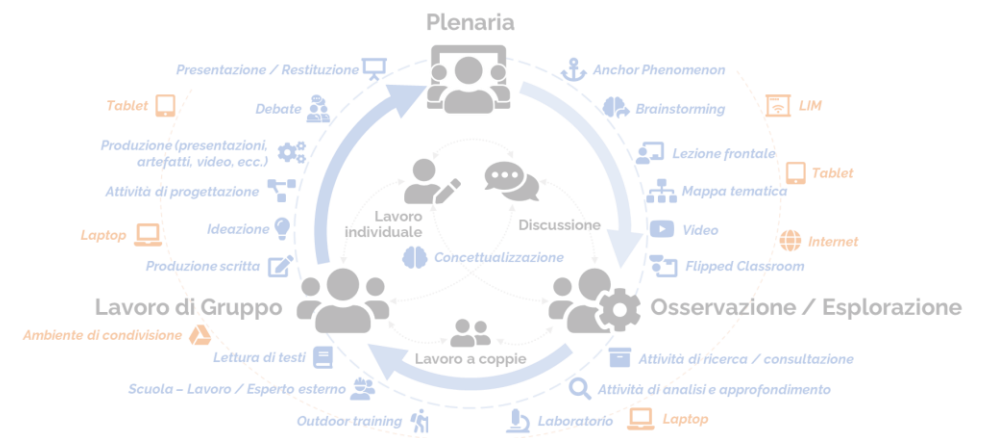 Plenaria
Presentazione / Restituzione
Anchor Phenomenon
Tablet
Debate
Brainstorming
LIM
Produzione (presentazioni,
artefatti, video, ecc.)
Lezione frontale
Tablet
Attività di progettazione
Mappa tematica
Lavoro
individuale
Discussione
Laptop
Ideazione
Video
Internet
Concettualizzazione
Produzione scritta
Flipped Classroom
Lavoro di Gruppo
Osservazione / Esplorazione
Ambiente di condivisione
Lavoro a coppie
Lettura di testi
Attività di ricerca / consultazione
Scuola – Lavoro / Esperto esterno
Attività di analisi e approfondimento
Outdoor training
Laboratorio
Laptop